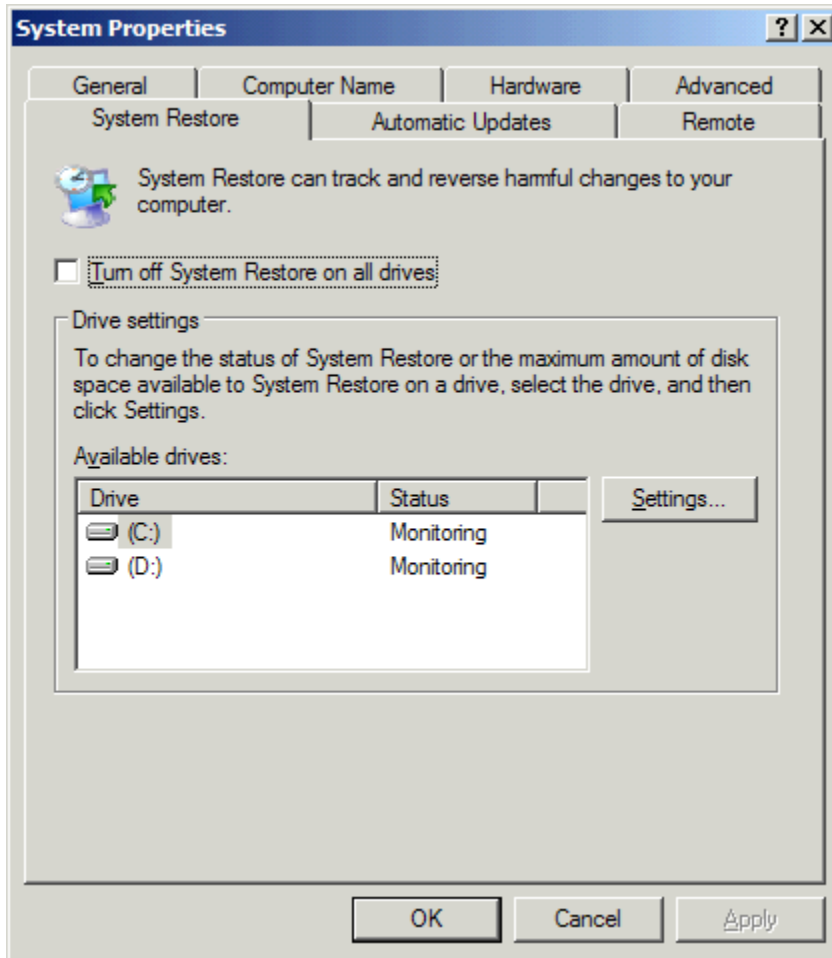 System Properties
General Computer Name Hardware Advanced
System Restore Automatic Updates Remote
System Restore can track and reverse harmful changes to your
computer.
Turn off System Restore on all drives
Drive settings
To change the status of System Restore or the maximum amount of disk
space available to System Restore on a drive, select the drive, and then
click Settings.
Available drives:
Drive Status Settings...
(C:) Monitoring
(D:) Monitoring
OK Cancel Apply